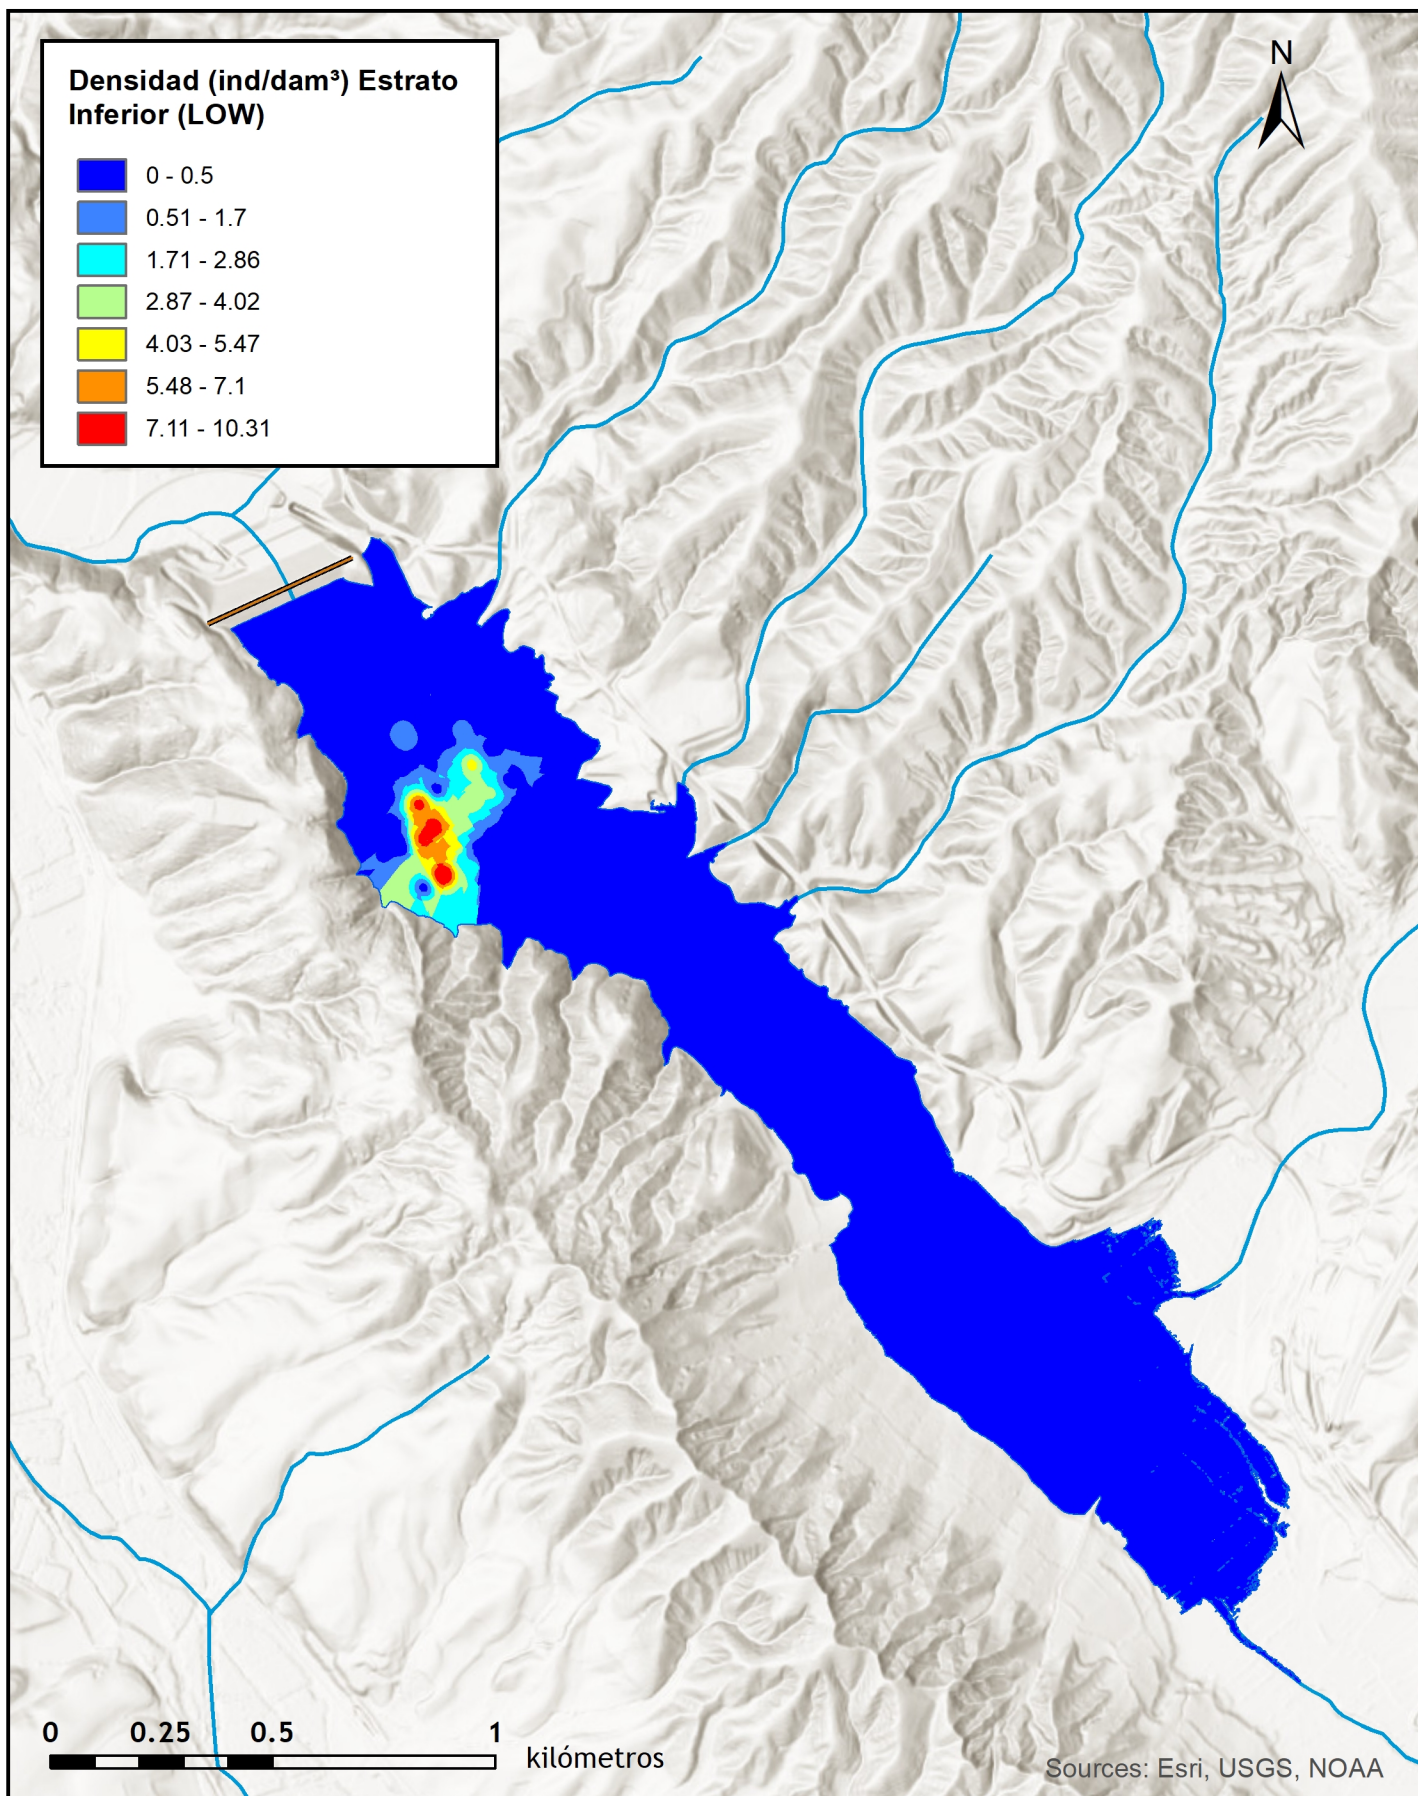 Densidad (ind/dam³) Estrato
Inferior (LOW)
0 - 0.5
0.51 - 1.7
1.71 - 2.86
2.87 - 4.02
4.03 - 5.47
5.48 - 7.1
7.11 - 10.31
N
0 0.25 0.5 1
kilómetros
Sources: Esri, USGS, NOAA